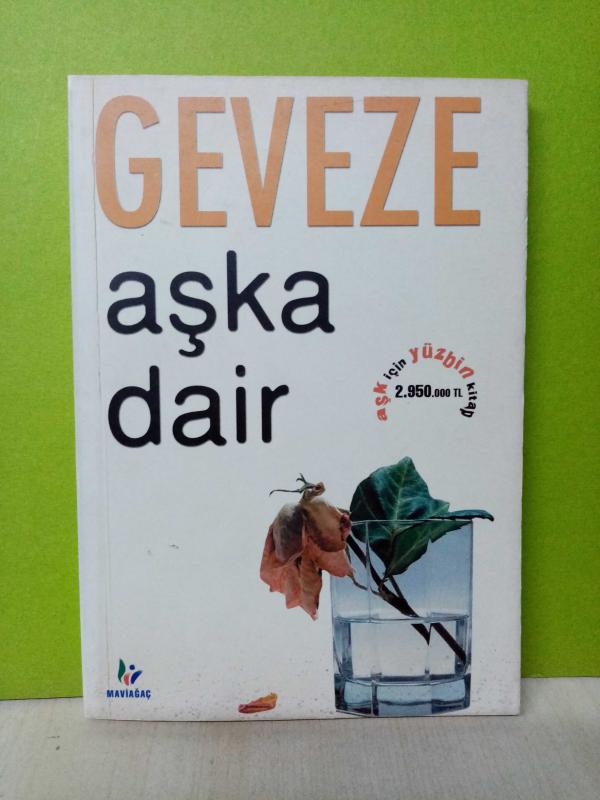 GEVEZE
aşka
dair
aşk için yüzbin kitap
2.950.000 TL
MAVİAĞAÇ